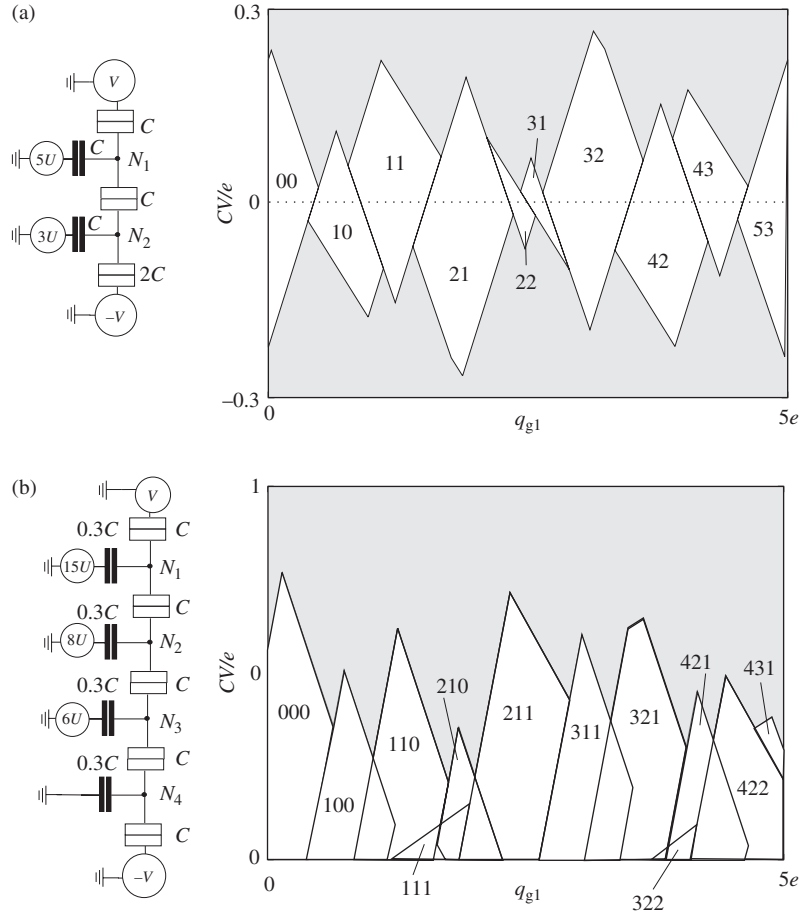 (a)
V
C
5U
C
N1
C
3U
C
N2
2C
–V
0.3
CV/e
0
–0.3
00
10
11
21
22
31
32
42
43
53
0
qg1
5e
(b)
V
0.3C
C
15U
N1
0.3C
C
8U
N2
0.3C
C
6U
N3
0.3C
C
N4
C
–V
1
CV/e
0
0
000
100
110
111
210
211
311
321
322
421
422
431
0
qg1
5e